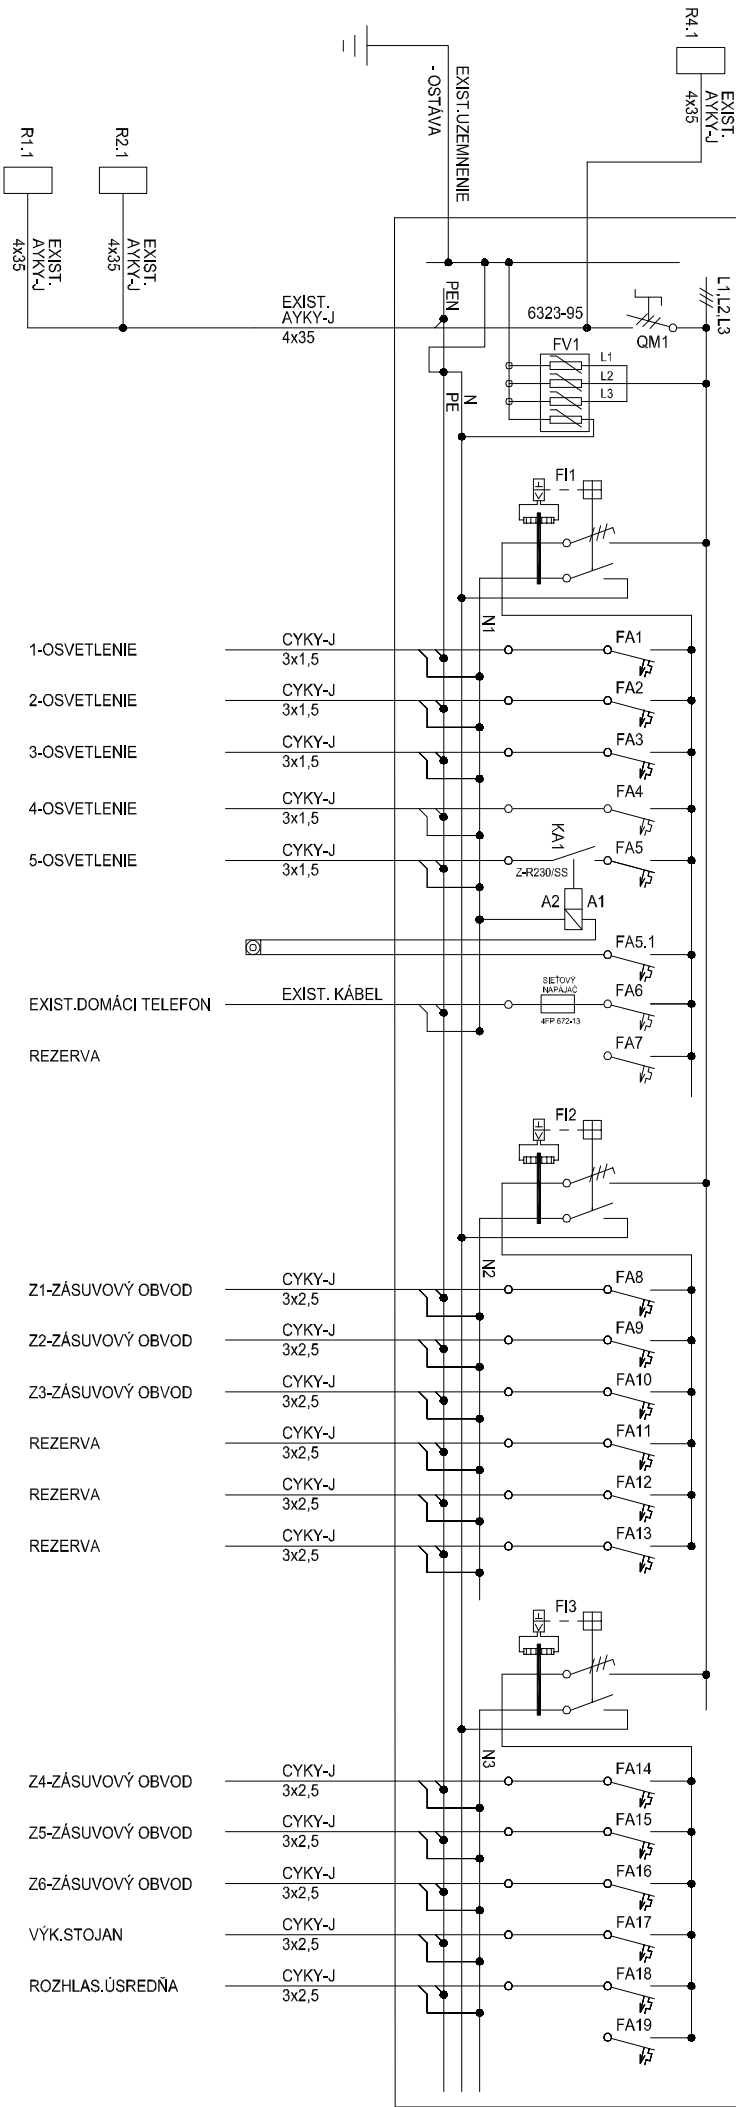 R4.1
EXIST.
AYKY-J
4x35
EXIST.UZEMNENIE
- OSTÁVA
R1.1
R2.1
EXIST.
AYKY-J
4x35
EXIST.
AYKY-J
4x35
EXIST.
AYKY-J
4x35
PEN
L1,L2,L3
6323-95
QM1
FV1
L1
L2
L3
N
PE
FI1
N1
1-OSVETLENIE
CYKY-J
3x1,5
FA1
2-OSVETLENIE
CYKY-J
3x1,5
FA2
3-OSVETLENIE
CYKY-J
3x1,5
FA3
4-OSVETLENIE
CYKY-J
3x1,5
FA4
5-OSVETLENIE
CYKY-J
3x1,5
KA1
Z-R230/SS
FA5
A2
A1
FA5.1
EXIST.DOMÁCI TELEFON
EXIST. KÁBEL
SIEŤOVÝ
NAPÁJAČ
4FP 672-13
FA6
REZERVA
FA7
FI2
N2
Z1-ZÁSUVOVÝ OBVOD
CYKY-J
3x2,5
FA8
Z2-ZÁSUVOVÝ OBVOD
CYKY-J
3x2,5
FA9
Z3-ZÁSUVOVÝ OBVOD
CYKY-J
3x2,5
FA10
REZERVA
CYKY-J
3x2,5
FA11
REZERVA
CYKY-J
3x2,5
FA12
REZERVA
CYKY-J
3x2,5
FA13
FI3
N3
Z4-ZÁSUVOVÝ OBVOD
CYKY-J
3x2,5
FA14
Z5-ZÁSUVOVÝ OBVOD
CYKY-J
3x2,5
FA15
Z6-ZÁSUVOVÝ OBVOD
CYKY-J
3x2,5
FA16
VÝK.STOJAN
CYKY-J
3x2,5
FA17
ROZHLAS.ÚSREDŇA
CYKY-J
3x2,5
FA18
FA19